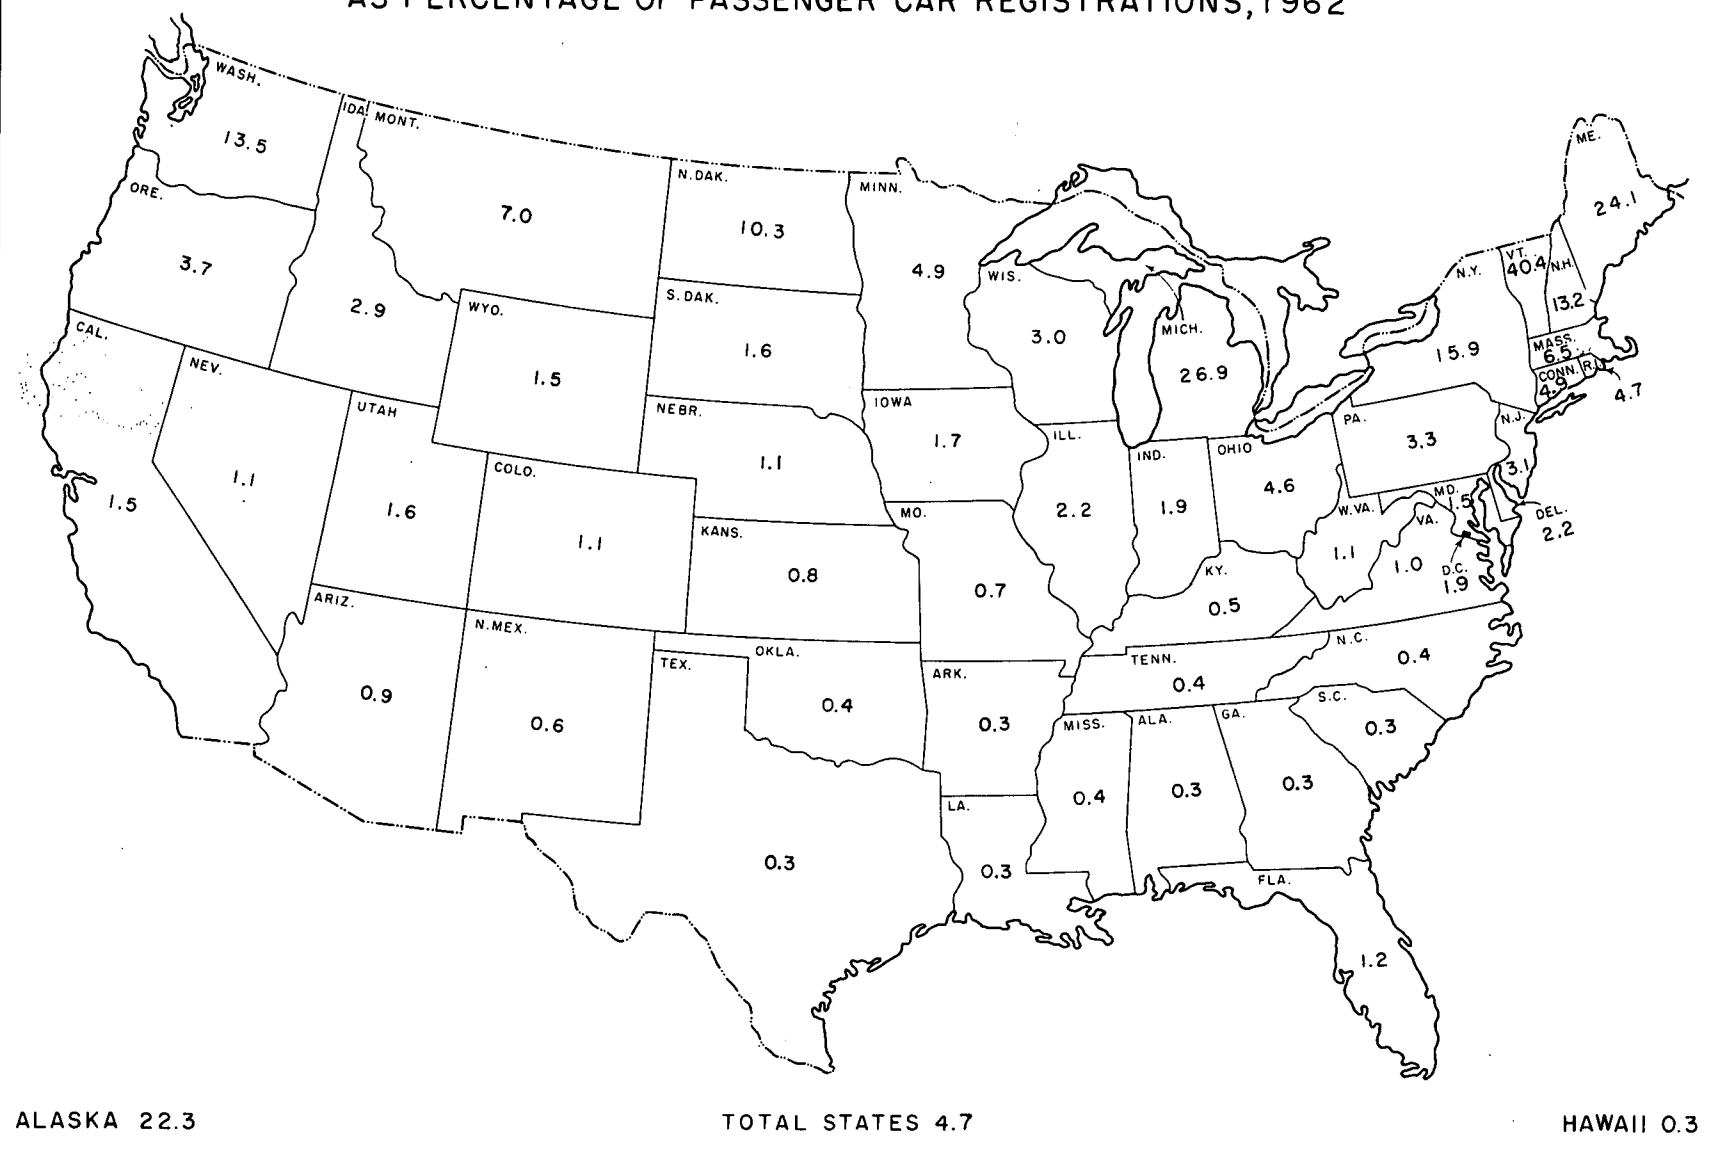 AS PERCENTAGE OF PASSENGER CAR REGISTRATIONS, 1962
WASH.
13.5
ORE.
3.7
IDA.
2.9
MONT.
7.0
N.DAK.
10.3
MINN.
4.9
S.DAK.
1.6
WYO.
1.5
CAL.
1.5
NEV.
1.1
UTAH
1.6
COLO.
1.1
NEBR.
1.1
IOWA
1.7
WIS.
3.0
MICH.
26.9
ILL.
2.2
IND.
1.9
OHIO
4.6
PA.
3.3
N.Y.
15.9
VT.
40.4
N.H.
13.2
ME.
24.1
MASS.
6.5
CONN.
4.9
R.I.
4.7
N.J.
3.1
DEL.
2.2
MD.
1.5
D.C.
1.9
VA.
1.0
W.VA.
1.1
KY.
0.5
KANS.
0.8
MO.
0.7
ARIZ.
0.9
N.MEX.
0.6
OKLA.
0.4
TEX.
0.3
ARK.
0.3
LA.
0.3
TENN.
0.4
N.C.
0.4
S.C.
0.3
MISS.
0.4
ALA.
0.3
GA.
0.3
FLA.
1.2
ALASKA 22.3
TOTAL STATES 4.7
HAWAII 0.3